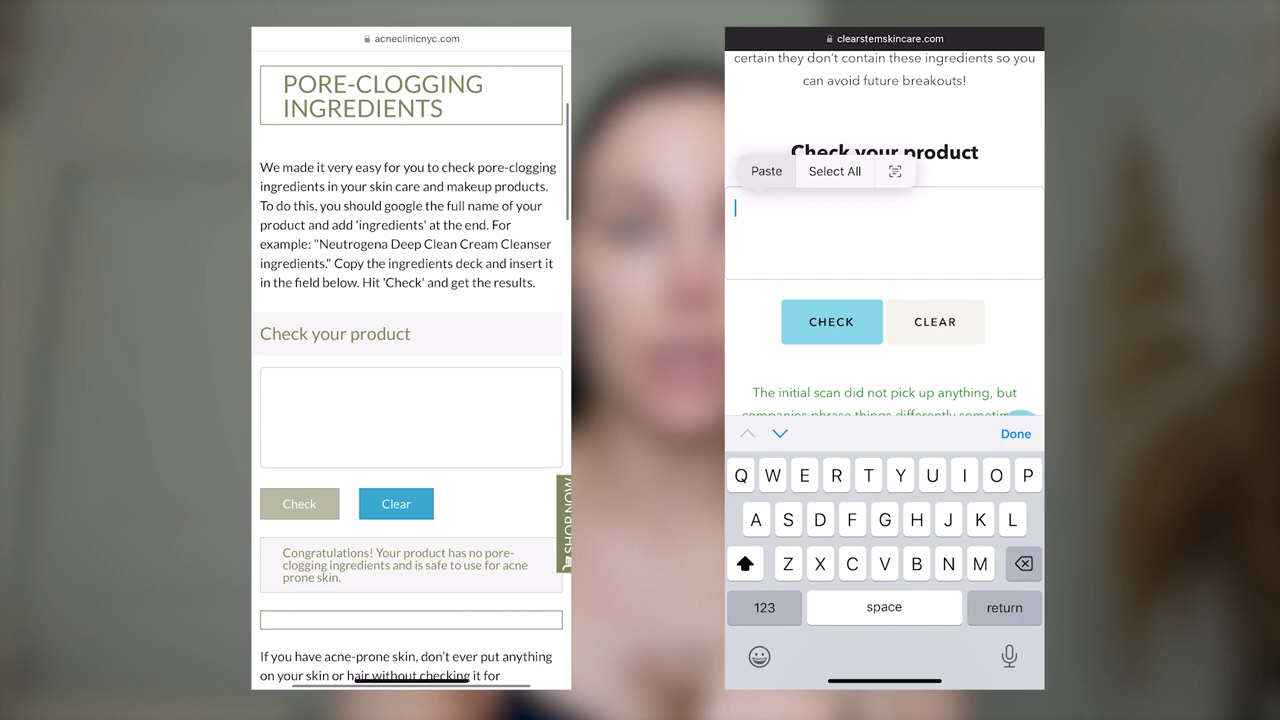 acneclinicnyc.com
PORE-CLOGGING
INGREDIENTS
We made it very easy for you to check pore-clogging
ingredients in your skin care and makeup products.
To do this, you should google the full name of your
product and add 'ingredients' at the end. For
example: "Neutrogena Deep Clean Cream Cleanser
ingredients." Copy the ingredients deck and insert it
in the field below. Hit 'Check' and get the results.
Check your product
Check
Clear
SHOP NOW
Congratulations! Your product has no pore-
clogging ingredients and is safe to use for acne
prone skin.
If you have acne-prone skin, don't ever put anything
on your skin or hair without checking it for
clearstemskincare.com
certain they don't contain these ingredients so you
can avoid future breakouts!
Check your product
Paste
Select All
CHECK
CLEAR
The initial scan did not pick up anything, but
companies phrase things differently
Done
Q W E R T Y U I O P
A S D F G H J K L
Z X C V B N M
123
space
return